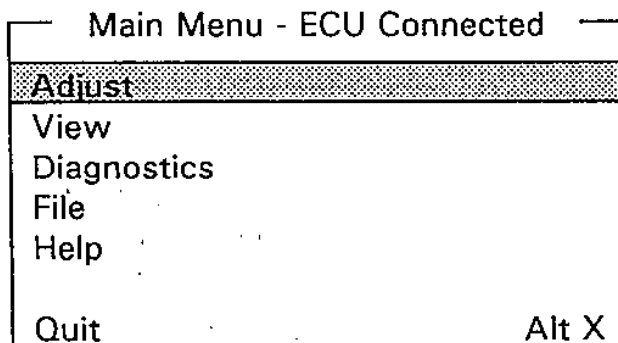 Main Menu - ECU Connected
Adjust
View
Diagnostics
File
Help
Quit Alt X